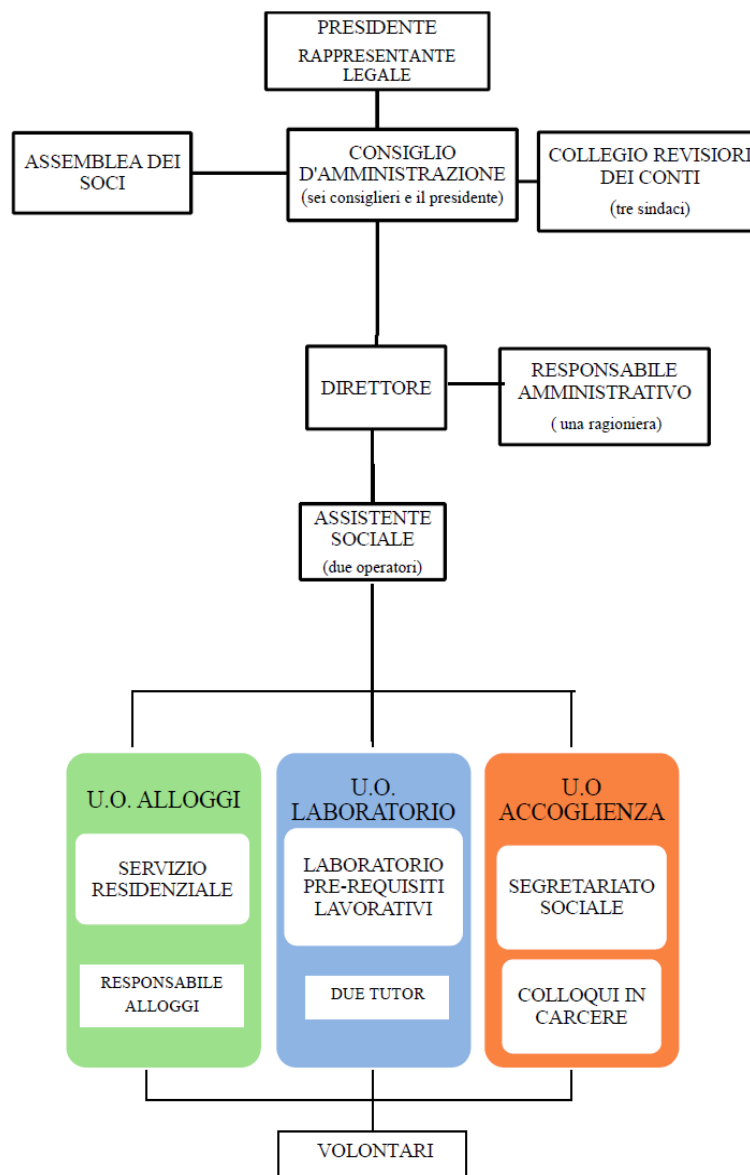 PRESIDENTE
RAPPRESENTANTE
LEGALE
ASSEMBLEA DEI
SOCI
CONSIGLIO
D'AMMINISTRAZIONE
(sei consiglieri e il presidente)
COLLEGIO REVISIORI
DEI CONTI
(tre sindaci)
DIRETTORE
RESPONSABILE
AMMINISTRATIVO
( una ragioniera)
ASSISTENTE
SOCIALE
(due operatori)
U.O. ALLOGGI
SERVIZIO
RESIDENZIALE
RESPONSABILE
ALLOGGI
U.O.
LABORATORIO
LABORATORIO
PRE-REQUISITI
LAVORATIVI
DUE TUTOR
U.O
ACCOGLIENZA
SEGRETARIATO
SOCIALE
COLLOQUI IN
CARCERE
VOLONTARI